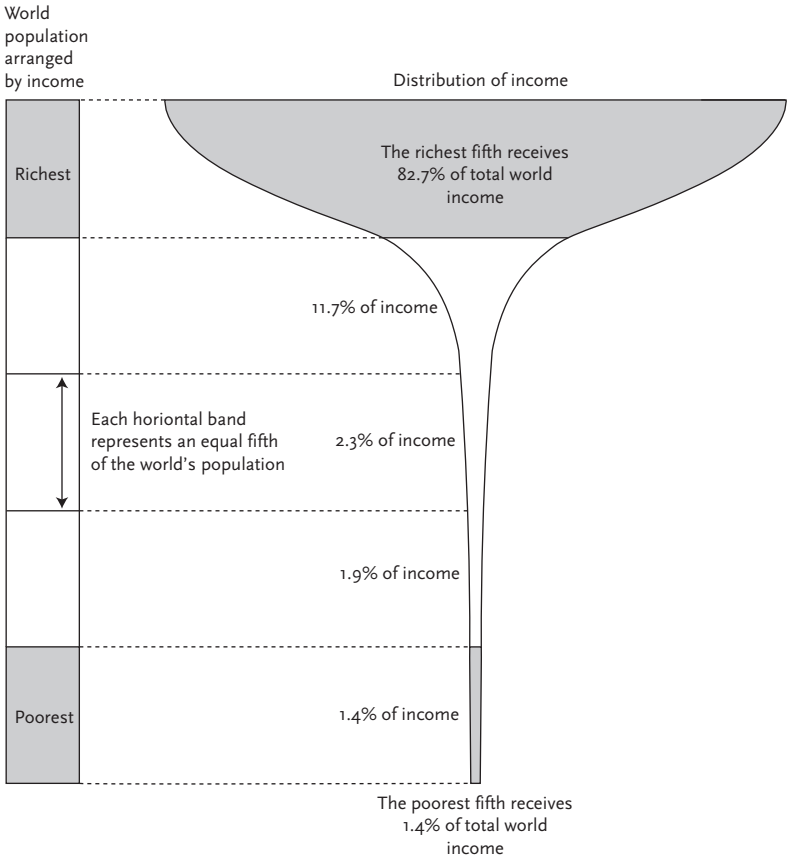 World
population
arranged
by income
Distribution of income
Richest
The richest fifth receives
82.7% of total world
income
11.7% of income
Each horiontal band
represents an equal fifth
of the world's population
2.3% of income
1.9% of income
Poorest
1.4% of income
The poorest fifth receives
1.4% of total world
income